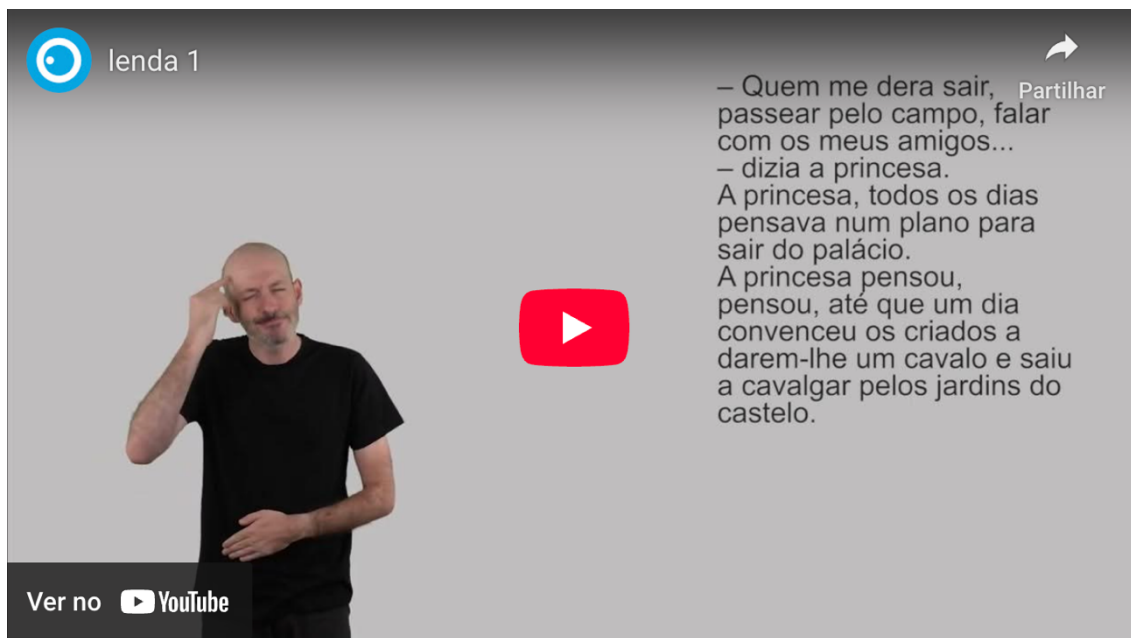 lenda 1
Partilhar
– Quem me dera sair,
passear pelo campo, falar
com os meus amigos...
– dizia a princesa.
A princesa, todos os dias
pensava num plano para
sair do palácio.
A princesa pensou,
pensou, até que um dia
convenceu os criados a
darem-lhe um cavalo e saiu
a cavalgar pelos jardins do
castelo.
Ver no YouTube